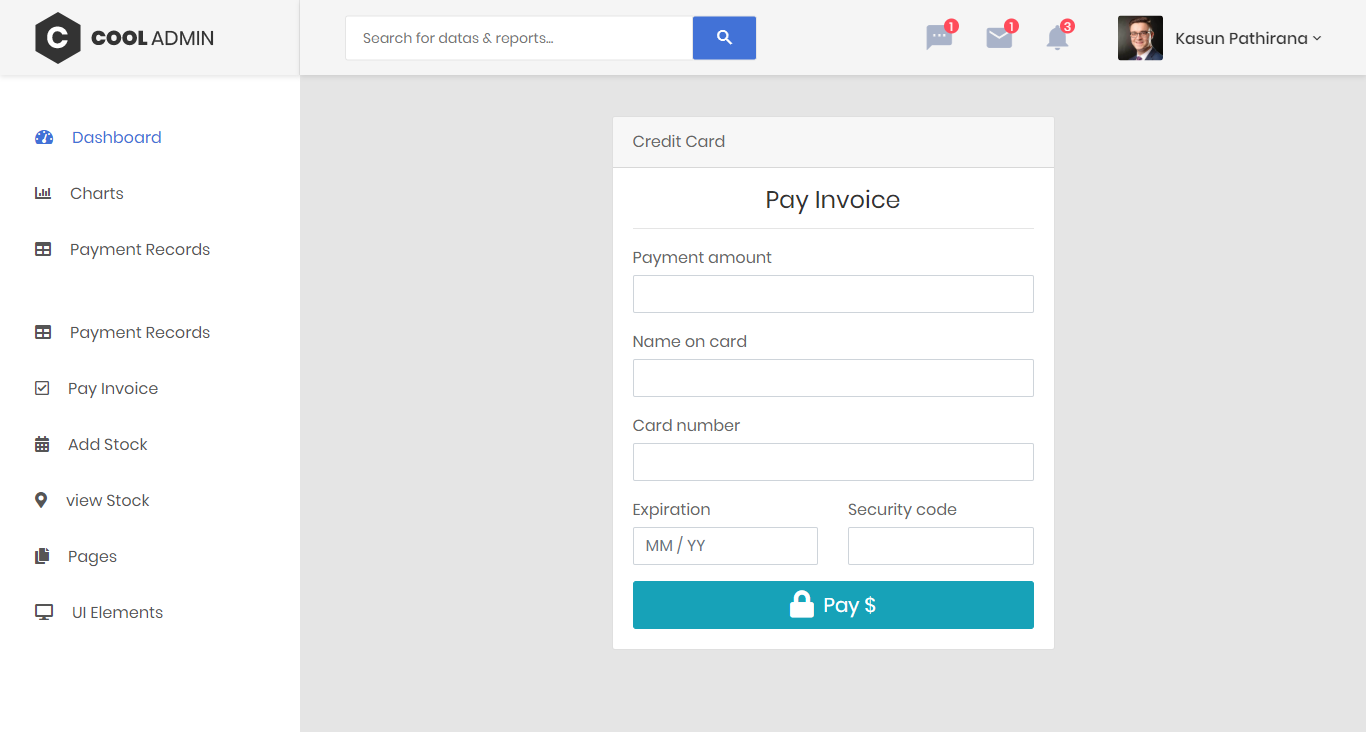 C COOL ADMIN
Search for datas & reports...
1
1
3
Kasun Pathirana
Dashboard
Charts
Payment Records
Payment Records
Pay Invoice
Add Stock
view Stock
Pages
UI Elements
Credit Card
Pay Invoice
Payment amount
Name on card
Card number
Expiration Security code
MM / YY
Pay $